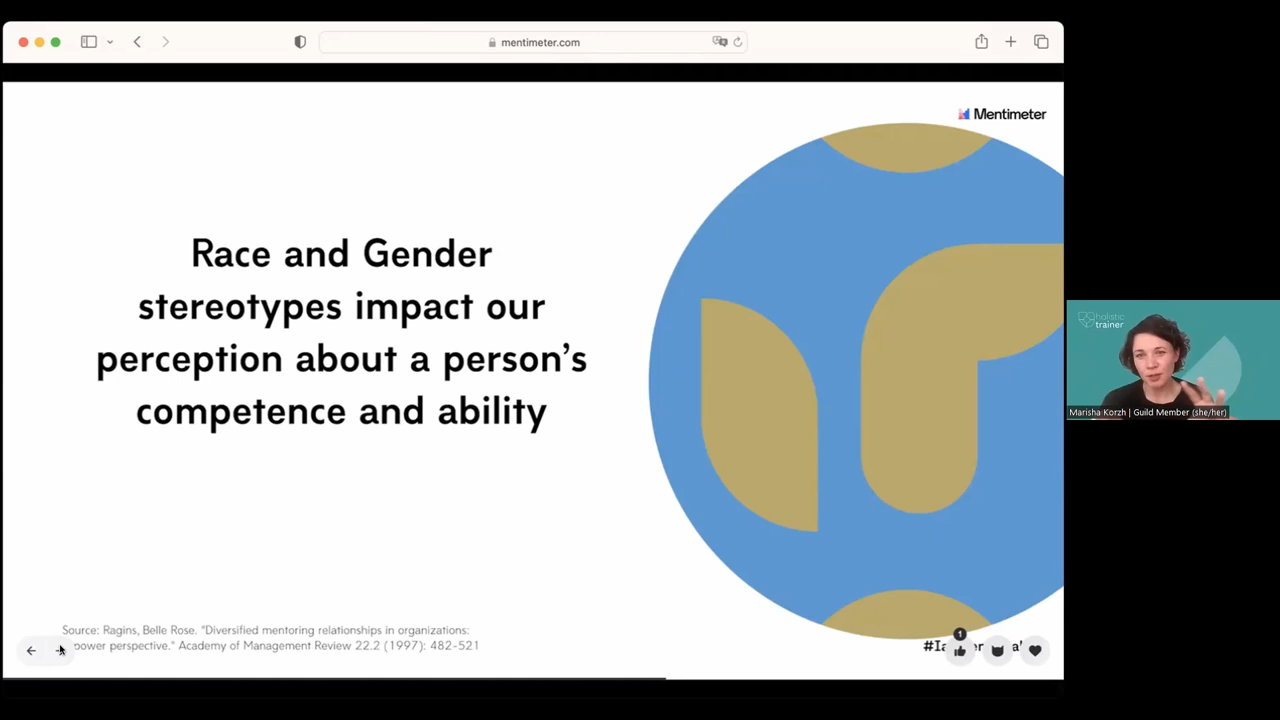 mentimeter.com
Mentimeter
Race and Gender
stereotypes impact our
perception about a person's
competence and ability
holistic
trainer
Marisha Korzh | Guild Member (she/her)
Source: Ragins, Belle Rose. "Diversified mentoring relationships in organizations:
power perspective." Academy of Management Review 22.2 (1997): 482-521
1